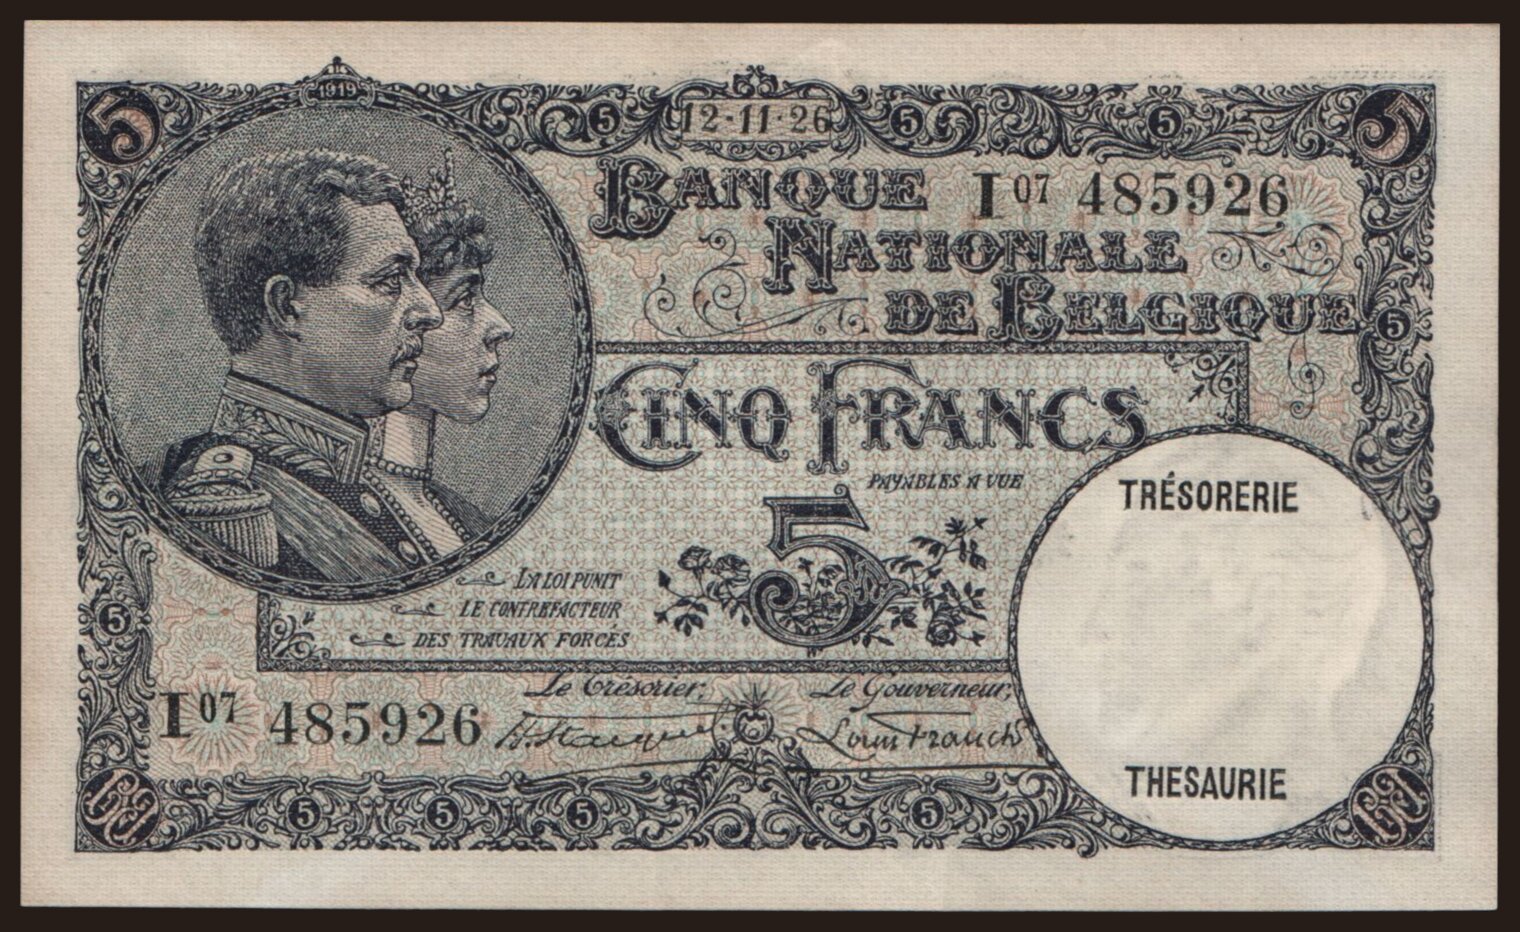 1919
5
5
12-11-26
5
5
5
BANQUE I07 485926
NATIONALE
DE BELGIQUE
5
CINQ FRANCS
PAYABLES A VUE
TRÉSORERIE
5
LA LOI PUNIT
LE CONTREFACTEUR
DES TRAVAUX FORCÉS
5
Le Trésorier,
Le Gouverneur,
I07 485926
THESAURIE
5
5
5
5